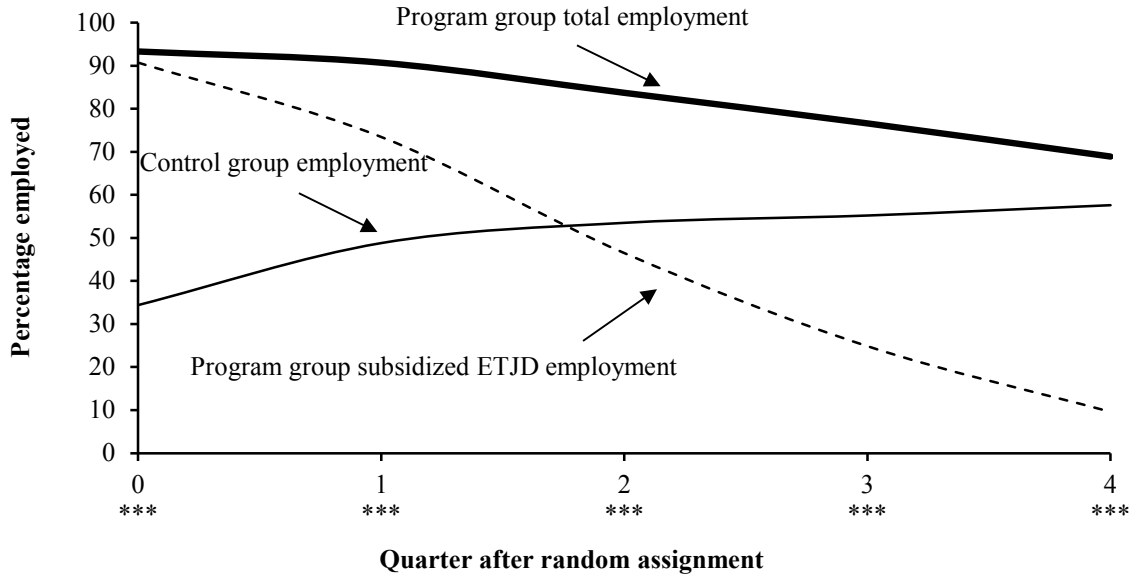 Program group total employment
Percentage employed
100
90
80
70
60
50
40
30
20
10
0
Control group employment
Program group subsidized ETJD employment
0 1 2 3 4
*** *** *** *** ***
Quarter after random assignment